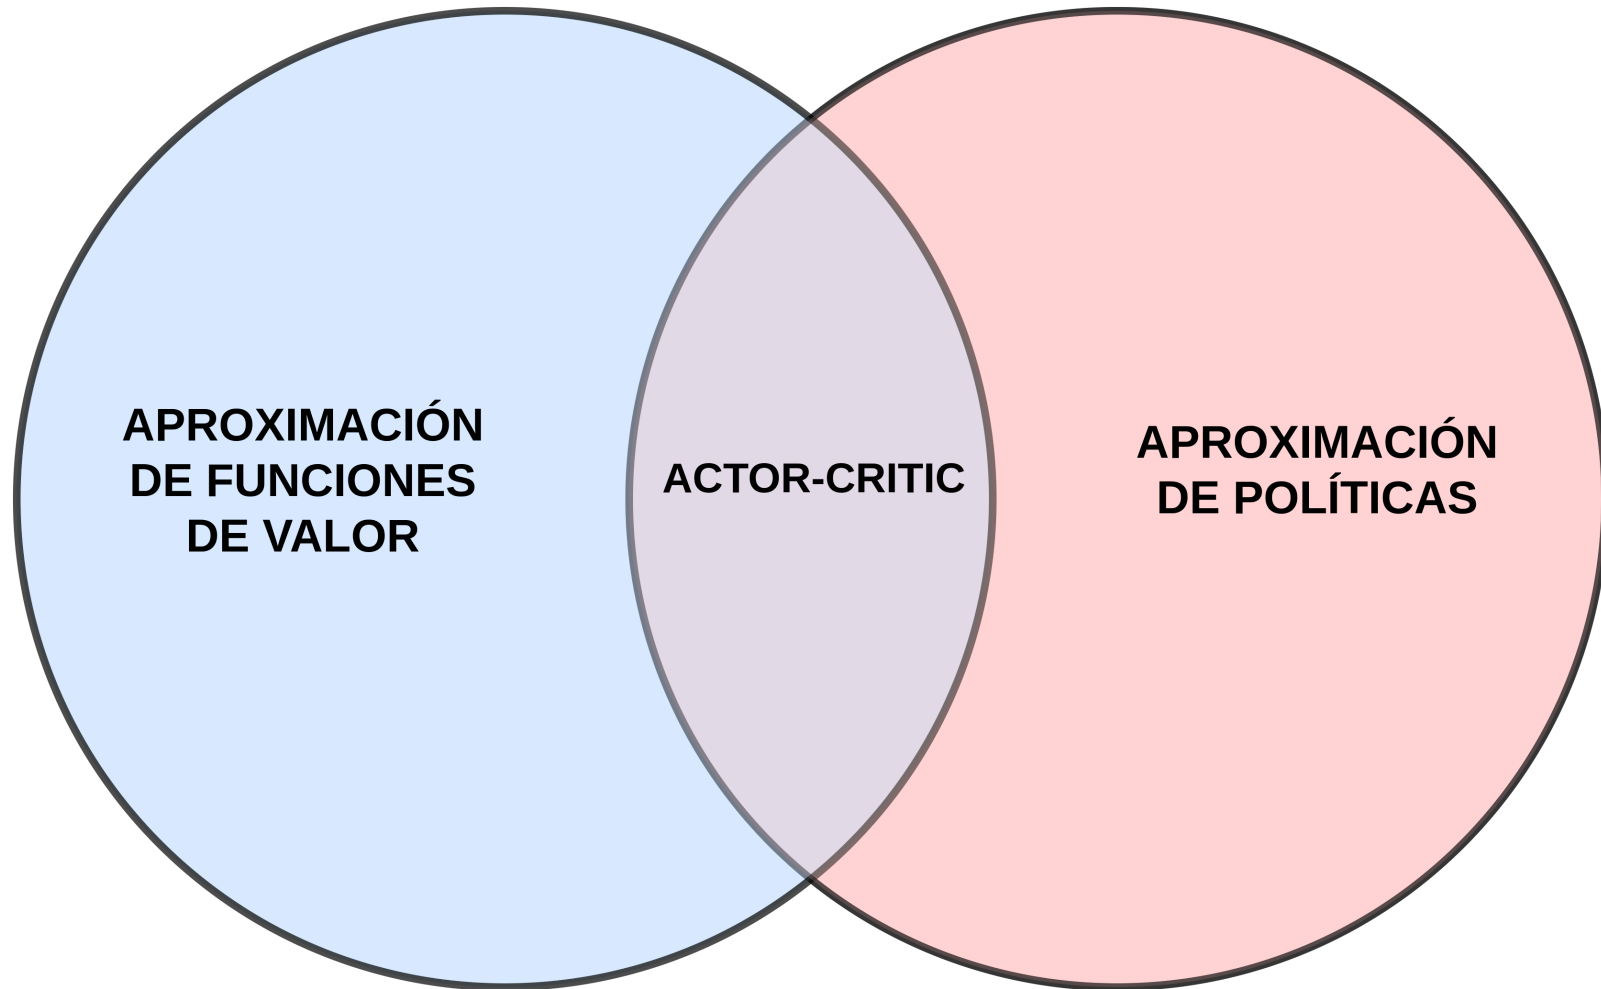 APROXIMACIÓN
DE FUNCIONES
DE VALOR
ACTOR-CRITIC
APROXIMACIÓN
DE POLÍTICAS